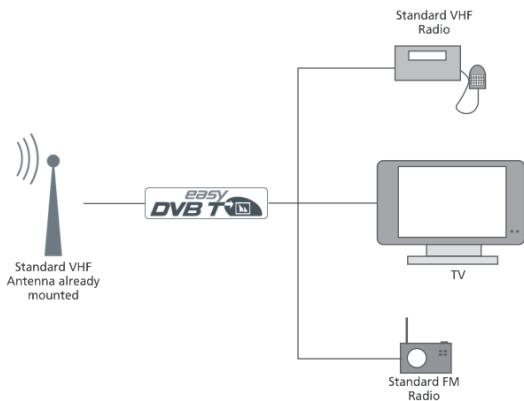 Standard VHF
Radio
easy
DVB T
Standard VHF
Antenna already
mounted
TV
Standard FM
Radio